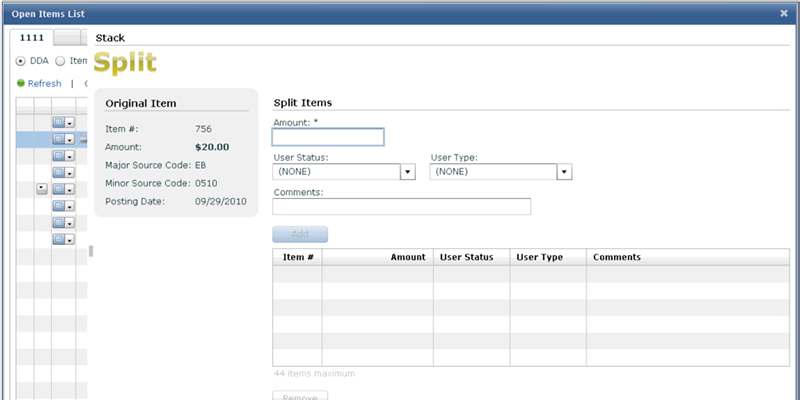 Open Items List
1111
Stack
DDA
Split
Refresh |
Original Item
Item #: 756
Amount: $20.00
Major Source Code: EB
Minor Source Code: 0510
Posting Date: 09/29/2010
Split Items
Amount: *
User Status: User Type:
(NONE) (NONE)
Comments:
Add
Item # Amount User Status User Type Comments
44 items maximum
Remove